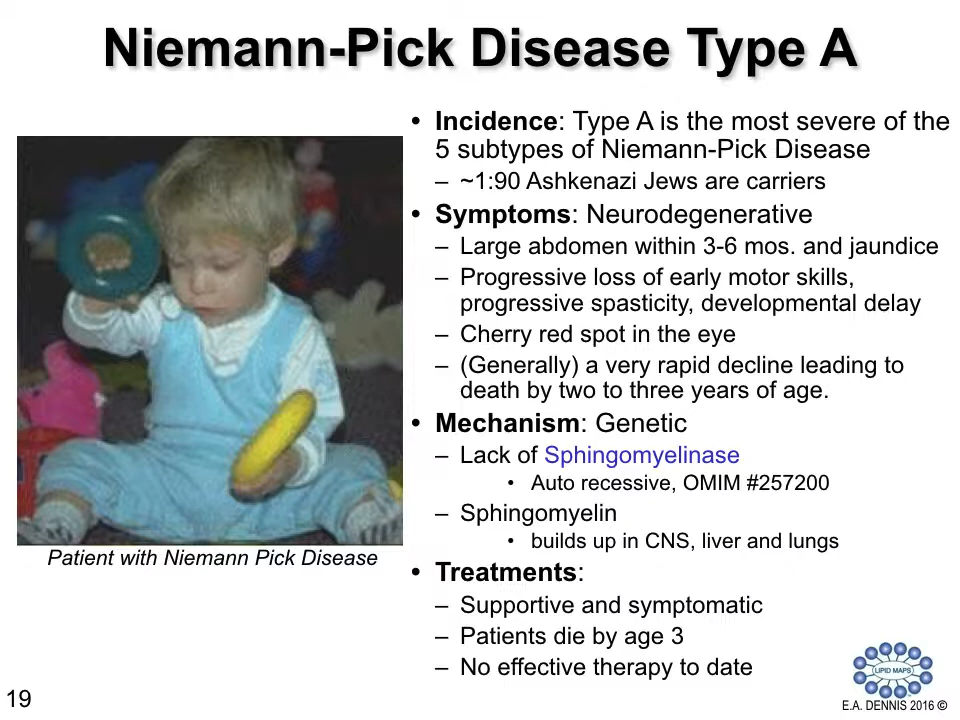 Niemann-Pick Disease Type A
• Incidence: Type A is the most severe of the
5 subtypes of Niemann-Pick Disease
– ~1:90 Ashkenazi Jews are carriers
• Symptoms: Neurodegenerative
– Large abdomen within 3-6 mos. and jaundice
– Progressive loss of early motor skills,
progressive spasticity, developmental delay
– Cherry red spot in the eye
– (Generally) a very rapid decline leading to
death by two to three years of age.
• Mechanism: Genetic
– Lack of Sphingomyelinase
• Auto recessive, OMIM #257200
– Sphingomyelin
• builds up in CNS, liver and lungs
• Treatments:
– Supportive and symptomatic
– Patients die by age 3
– No effective therapy to date
Patient with Niemann Pick Disease
19
LIPID MAPS
E.A. DENNIS 2016 ©